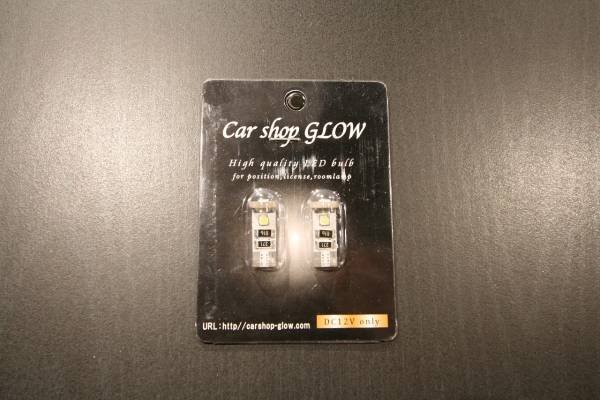 Car shop GLOW
High quality LED bulb
for position,license,roomlamp
URL:http//carshop-glow.com
DC12V only